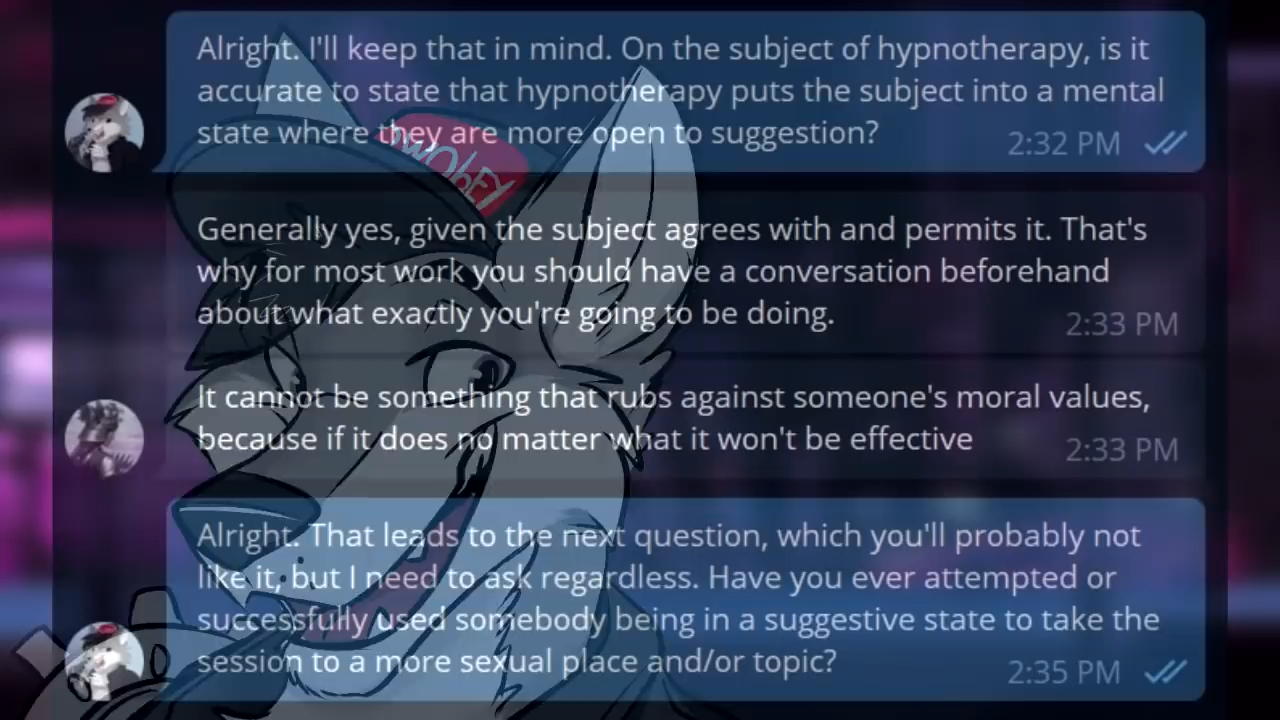 Alright. I'll keep that in mind. On the subject of hypnotherapy, is it
accurate to state that hypnotherapy puts the subject into a mental
state where they are more open to suggestion?
2:32 PM
Generally yes, given the subject agrees with and permits it. That's
why for most work you should have a conversation beforehand
about what exactly you're going to be doing.
2:33 PM
It cannot be something that rubs against someone's moral values,
because if it does no matter what it won't be effective
2:33 PM
Alright. That leads to the next question, which you'll probably not
like it, but I need to ask regardless. Have you ever attempted or
successfully used somebody being in a suggestive state to take the
session to a more sexual place and/or topic?
2:35 PM